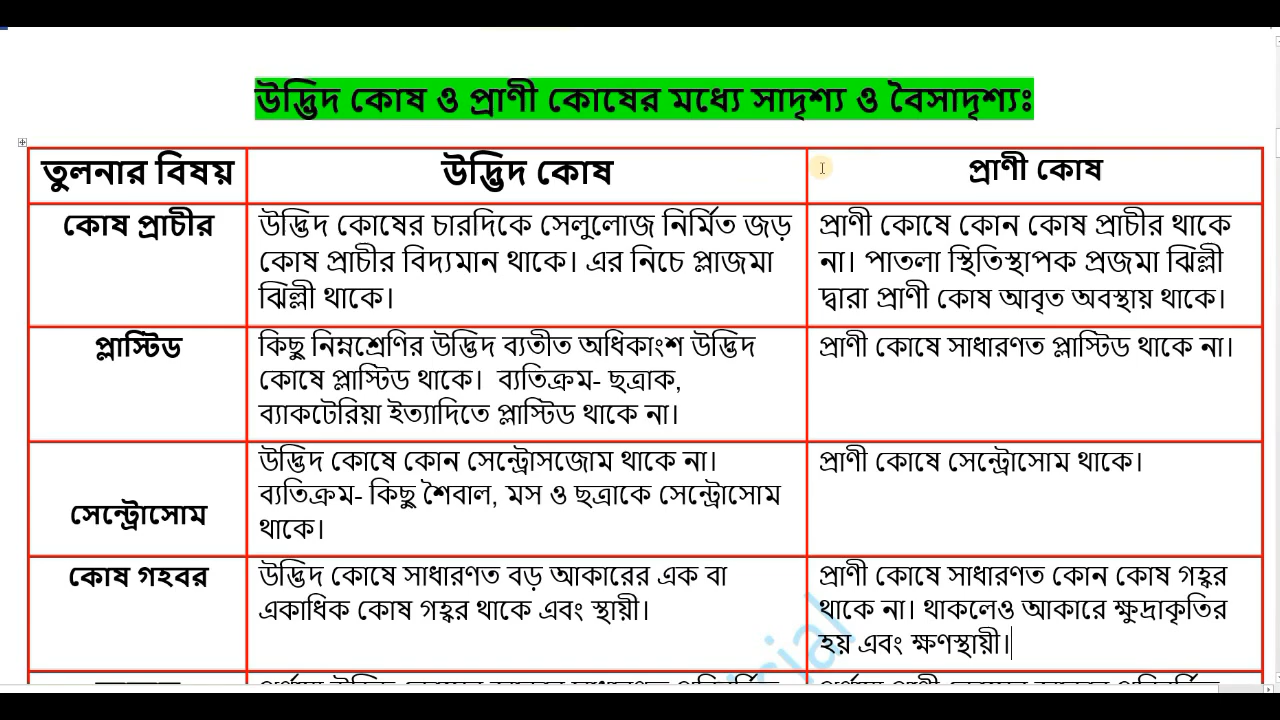 উদ্ভিদ কোষ ও প্রাণী কোষের মধ্যে সাদৃশ্য ও বৈসাদৃশ্যঃ
তুলনার বিষয়
উদ্ভিদ কোষ
প্রাণী কোষ
কোষ প্রাচীর
উদ্ভিদ কোষের চারদিকে সেলুলোজ নির্মিত জড়
কোষ প্রাচীর বিদ্যমান থাকে। এর নিচে প্লাজমা
ঝিল্লী থাকে।
প্রাণী কোষে কোন কোষ প্রাচীর থাকে
না। পাতলা স্থিতিস্থাপক প্রজমা ঝিল্লী
দ্বারা প্রাণী কোষ আবৃত অবস্থায় থাকে।
প্লাস্টিড
কিছু নিম্নশ্রেণির উদ্ভিদ ব্যতীত অধিকাংশ উদ্ভিদ
কোষে প্লাস্টিড থাকে। ব্যতিক্রম- ছত্রাক,
ব্যাকটেরিয়া ইত্যাদিতে প্লাস্টিড থাকে না।
প্রাণী কোষে সাধারণত প্লাস্টিড থাকে না।
সেন্ট্রোসোম
উদ্ভিদ কোষে কোন সেন্ট্রোসজোম থাকে না।
ব্যতিক্রম- কিছু শৈবাল, মস ও ছত্রাকে সেন্ট্রোসোম
থাকে।
প্রাণী কোষে সেন্ট্রোসোম থাকে।
কোষ গহবর
উদ্ভিদ কোষে সাধারণত বড় আকারের এক বা
একাধিক কোষ গহ্বর থাকে এবং স্থায়ী।
প্রাণী কোষে সাধারণত কোন কোষ গহ্বর
থাকে না। থাকলেও আকারে ক্ষুদ্রাকৃতির
হয় এবং ক্ষণস্থায়ী।